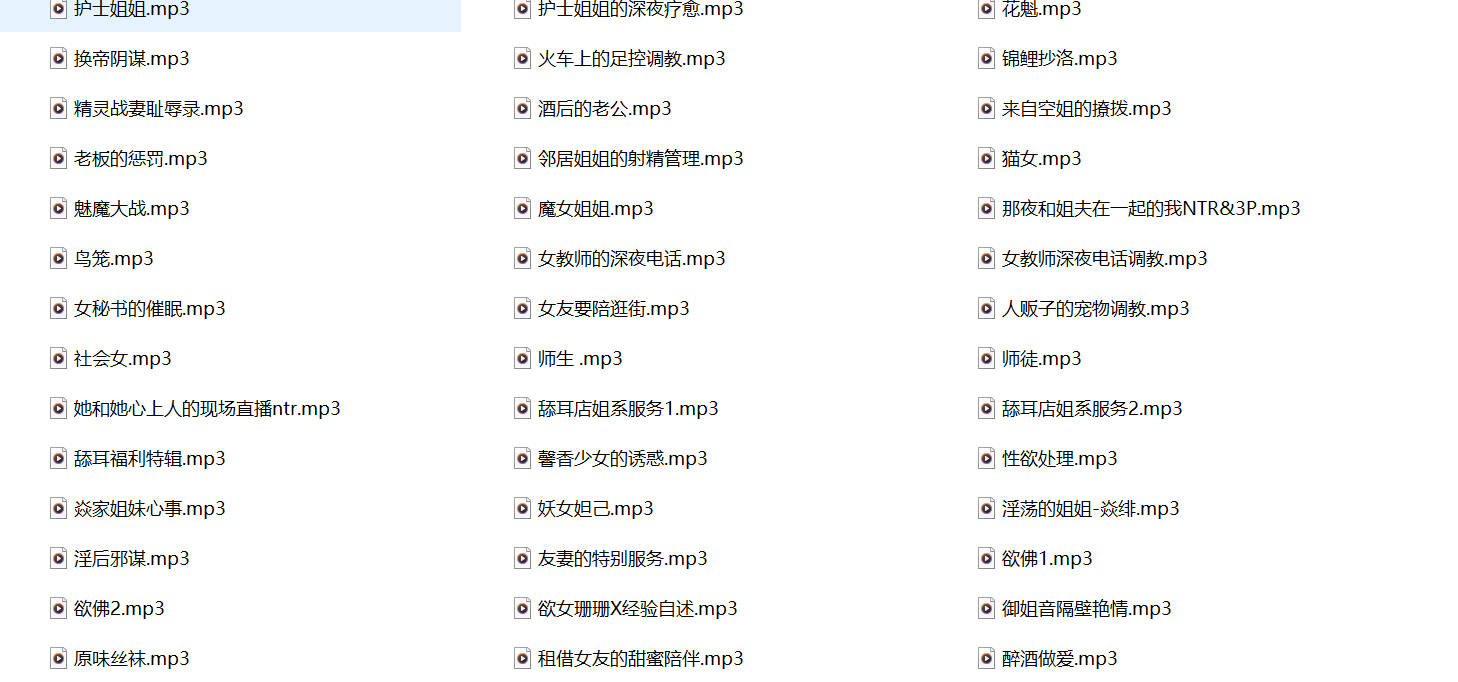 护士姐姐.mp3 护士姐姐的深夜疗愈.mp3 花魁.mp3
换帝阴谋.mp3 火车上的足控调教.mp3 锦鲤抄洛.mp3
精灵战妻耻辱录.mp3 酒后的老公.mp3 来自空姐的撩拨.mp3
老板的惩罚.mp3 邻居姐姐的射精管理.mp3 猫女.mp3
魅魔大战.mp3 魔女姐姐.mp3 那夜和姐夫在一起的我NTR&3P.mp3
鸟笼.mp3 女教师的深夜电话.mp3 女教师深夜电话调教.mp3
女秘书的催眠.mp3 女友要陪逛街.mp3 人贩子的宠物调教.mp3
社会女.mp3 师生 .mp3 师徒.mp3
她和她心上人的现场直播ntr.mp3 舔耳店姐系服务1.mp3 舔耳店姐系服务2.mp3
舔耳福利特辑.mp3 馨香少女的诱惑.mp3 性欲处理.mp3
焱家姐妹心事.mp3 妖女妲己.mp3 淫荡的姐姐-焱绯.mp3
淫后邪谋.mp3 友妻的特别服务.mp3 欲佛1.mp3
欲佛2.mp3 欲女珊珊X经验自述.mp3 御姐音隔壁艳情.mp3
原味丝袜.mp3 租借女友的甜蜜陪伴.mp3 醉酒做爱.mp3